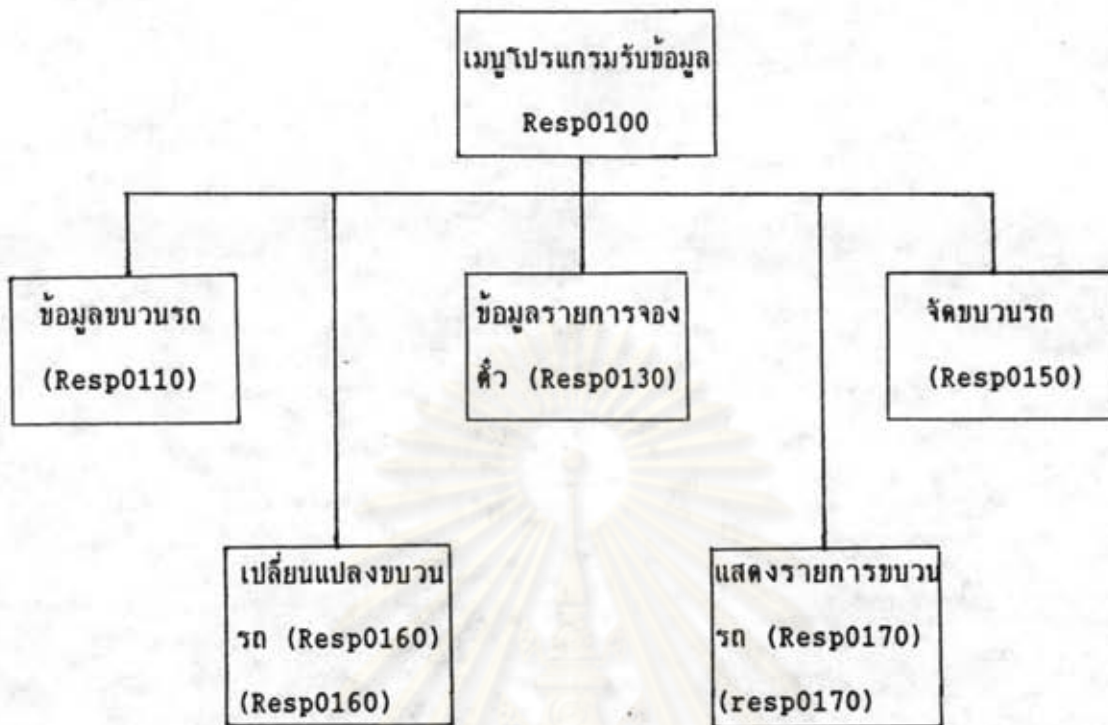 เมนูโปรแกรมรับข้อมูล
Resp0100
ข้อมูลขบวนรถ
(Resp0110)
ข้อมูลรายการจอง
ตั๋ว (Resp0130)
จัดขบวนรถ
(Resp0150)
เปลี่ยนแปลงขบวน
รถ (Resp0160)
(Resp0160)
แสดงรายการขบวน
รถ (Resp0170)
(resp0170)